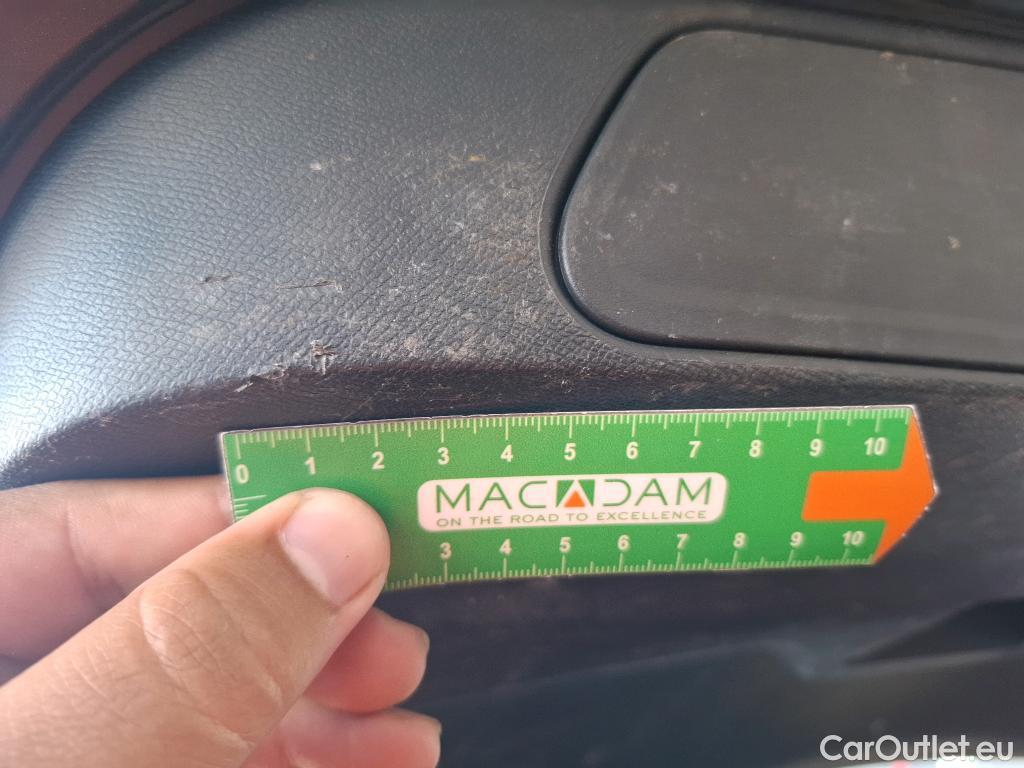 0 1 2 3 4 5 6 7 8 9 10
MACADAM
ON THE ROAD TO EXCELLENCE
3 4 5 6 7 8 9 10
CarOutlet.eu